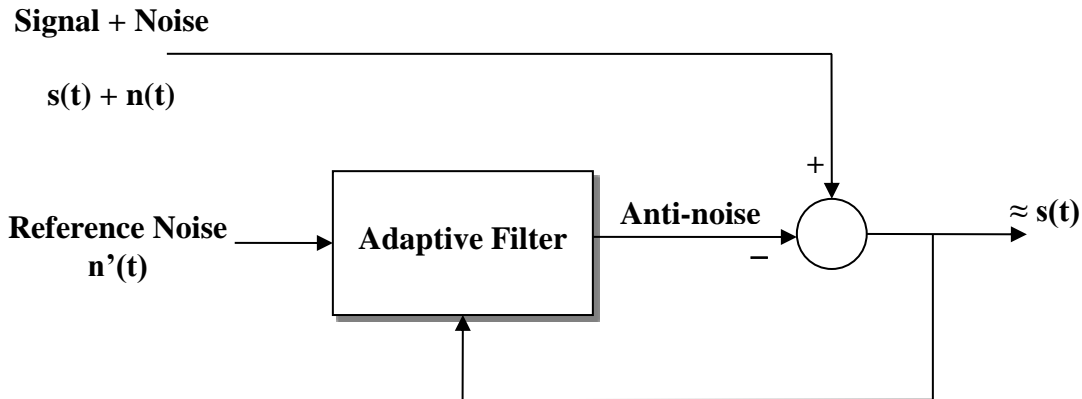 Signal + Noise
s(t) + n(t)
+
Reference Noise
n’(t)
Adaptive Filter
Anti-noise
−
≈ s(t)